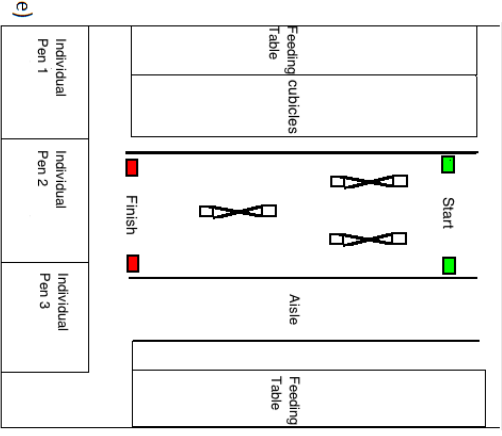 e)
Individual
Pen 1
Individual
Pen 2
Individual
Pen 3
Feeding
Table
cubicles
Start
Finish
Aisle
Feeding
Table